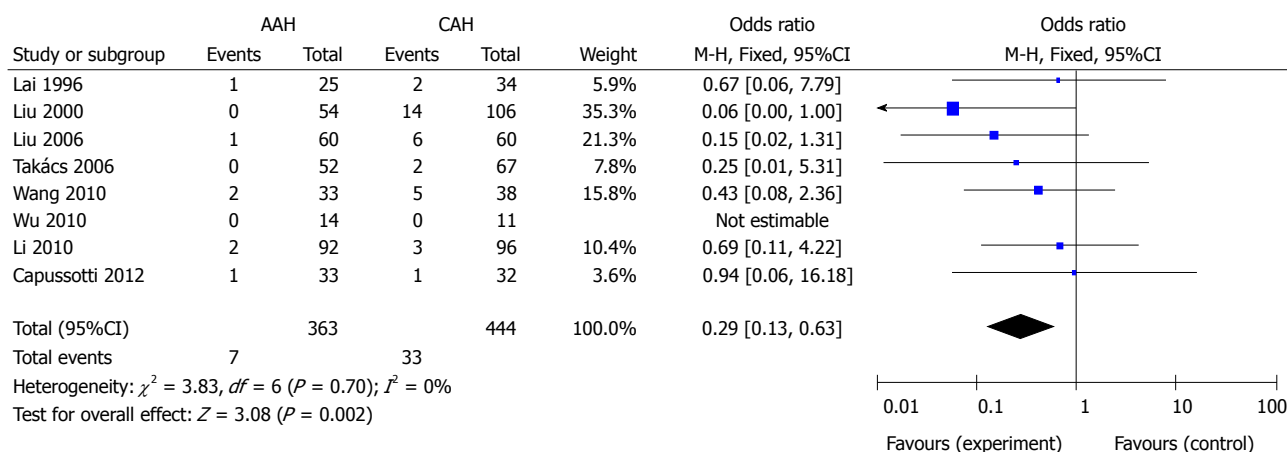 AAH CAH Odds ratio Odds ratio
Study or subgroup Events Total Events Total Weight M-H, Fixed, 95%CI M-H, Fixed, 95%CI
Lai 1996 1 25 2 34 5.9% 0.67 [0.06, 7.79]
Liu 2000 0 54 14 106 35.3% 0.06 [0.00, 1.00]
Liu 2006 1 60 6 60 21.3% 0.15 [0.02, 1.31]
Takács 2006 0 52 2 67 7.8% 0.25 [0.01, 5.31]
Wang 2010 2 33 5 38 15.8% 0.43 [0.08, 2.36]
Wu 2010 0 14 0 11 Not estimable
Li 2010 2 92 3 96 10.4% 0.69 [0.11, 4.22]
Capussotti 2012 1 33 1 32 3.6% 0.94 [0.06, 16.18]
Total (95%CI) 363 444 100.0% 0.29 [0.13, 0.63]
Total events 7 33
Heterogeneity: χ² = 3.83, df = 6 (P = 0.70); I² = 0%
Test for overall effect: Z = 3.08 (P = 0.002)
0.01 0.1 1 10 100
Favours (experiment) Favours (control)